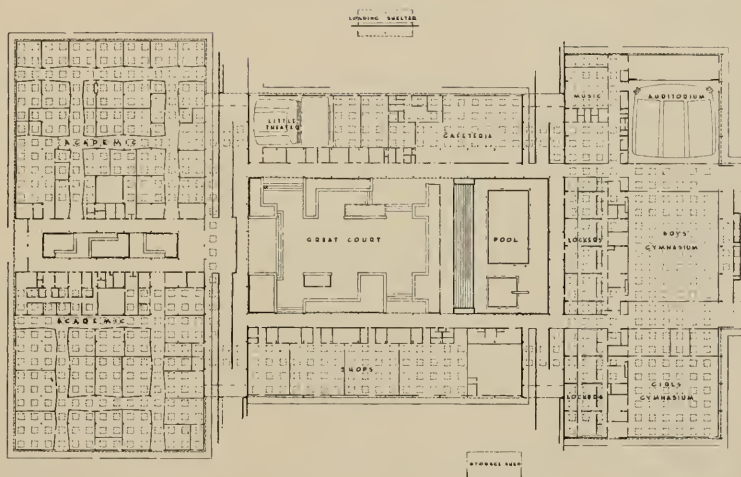 LOADING SHELTER
MUSIC
AUDITORIUM
LITTLE
THEATER
CAFETERIA
ACADEMIC
GREAT COURT
POOL
LOCKERS
BOYS'
GYMNASIUM
ACADEMIC
SHOPS
LOCKERS
GIRLS
GYMNASIUM
STORAGE SHED